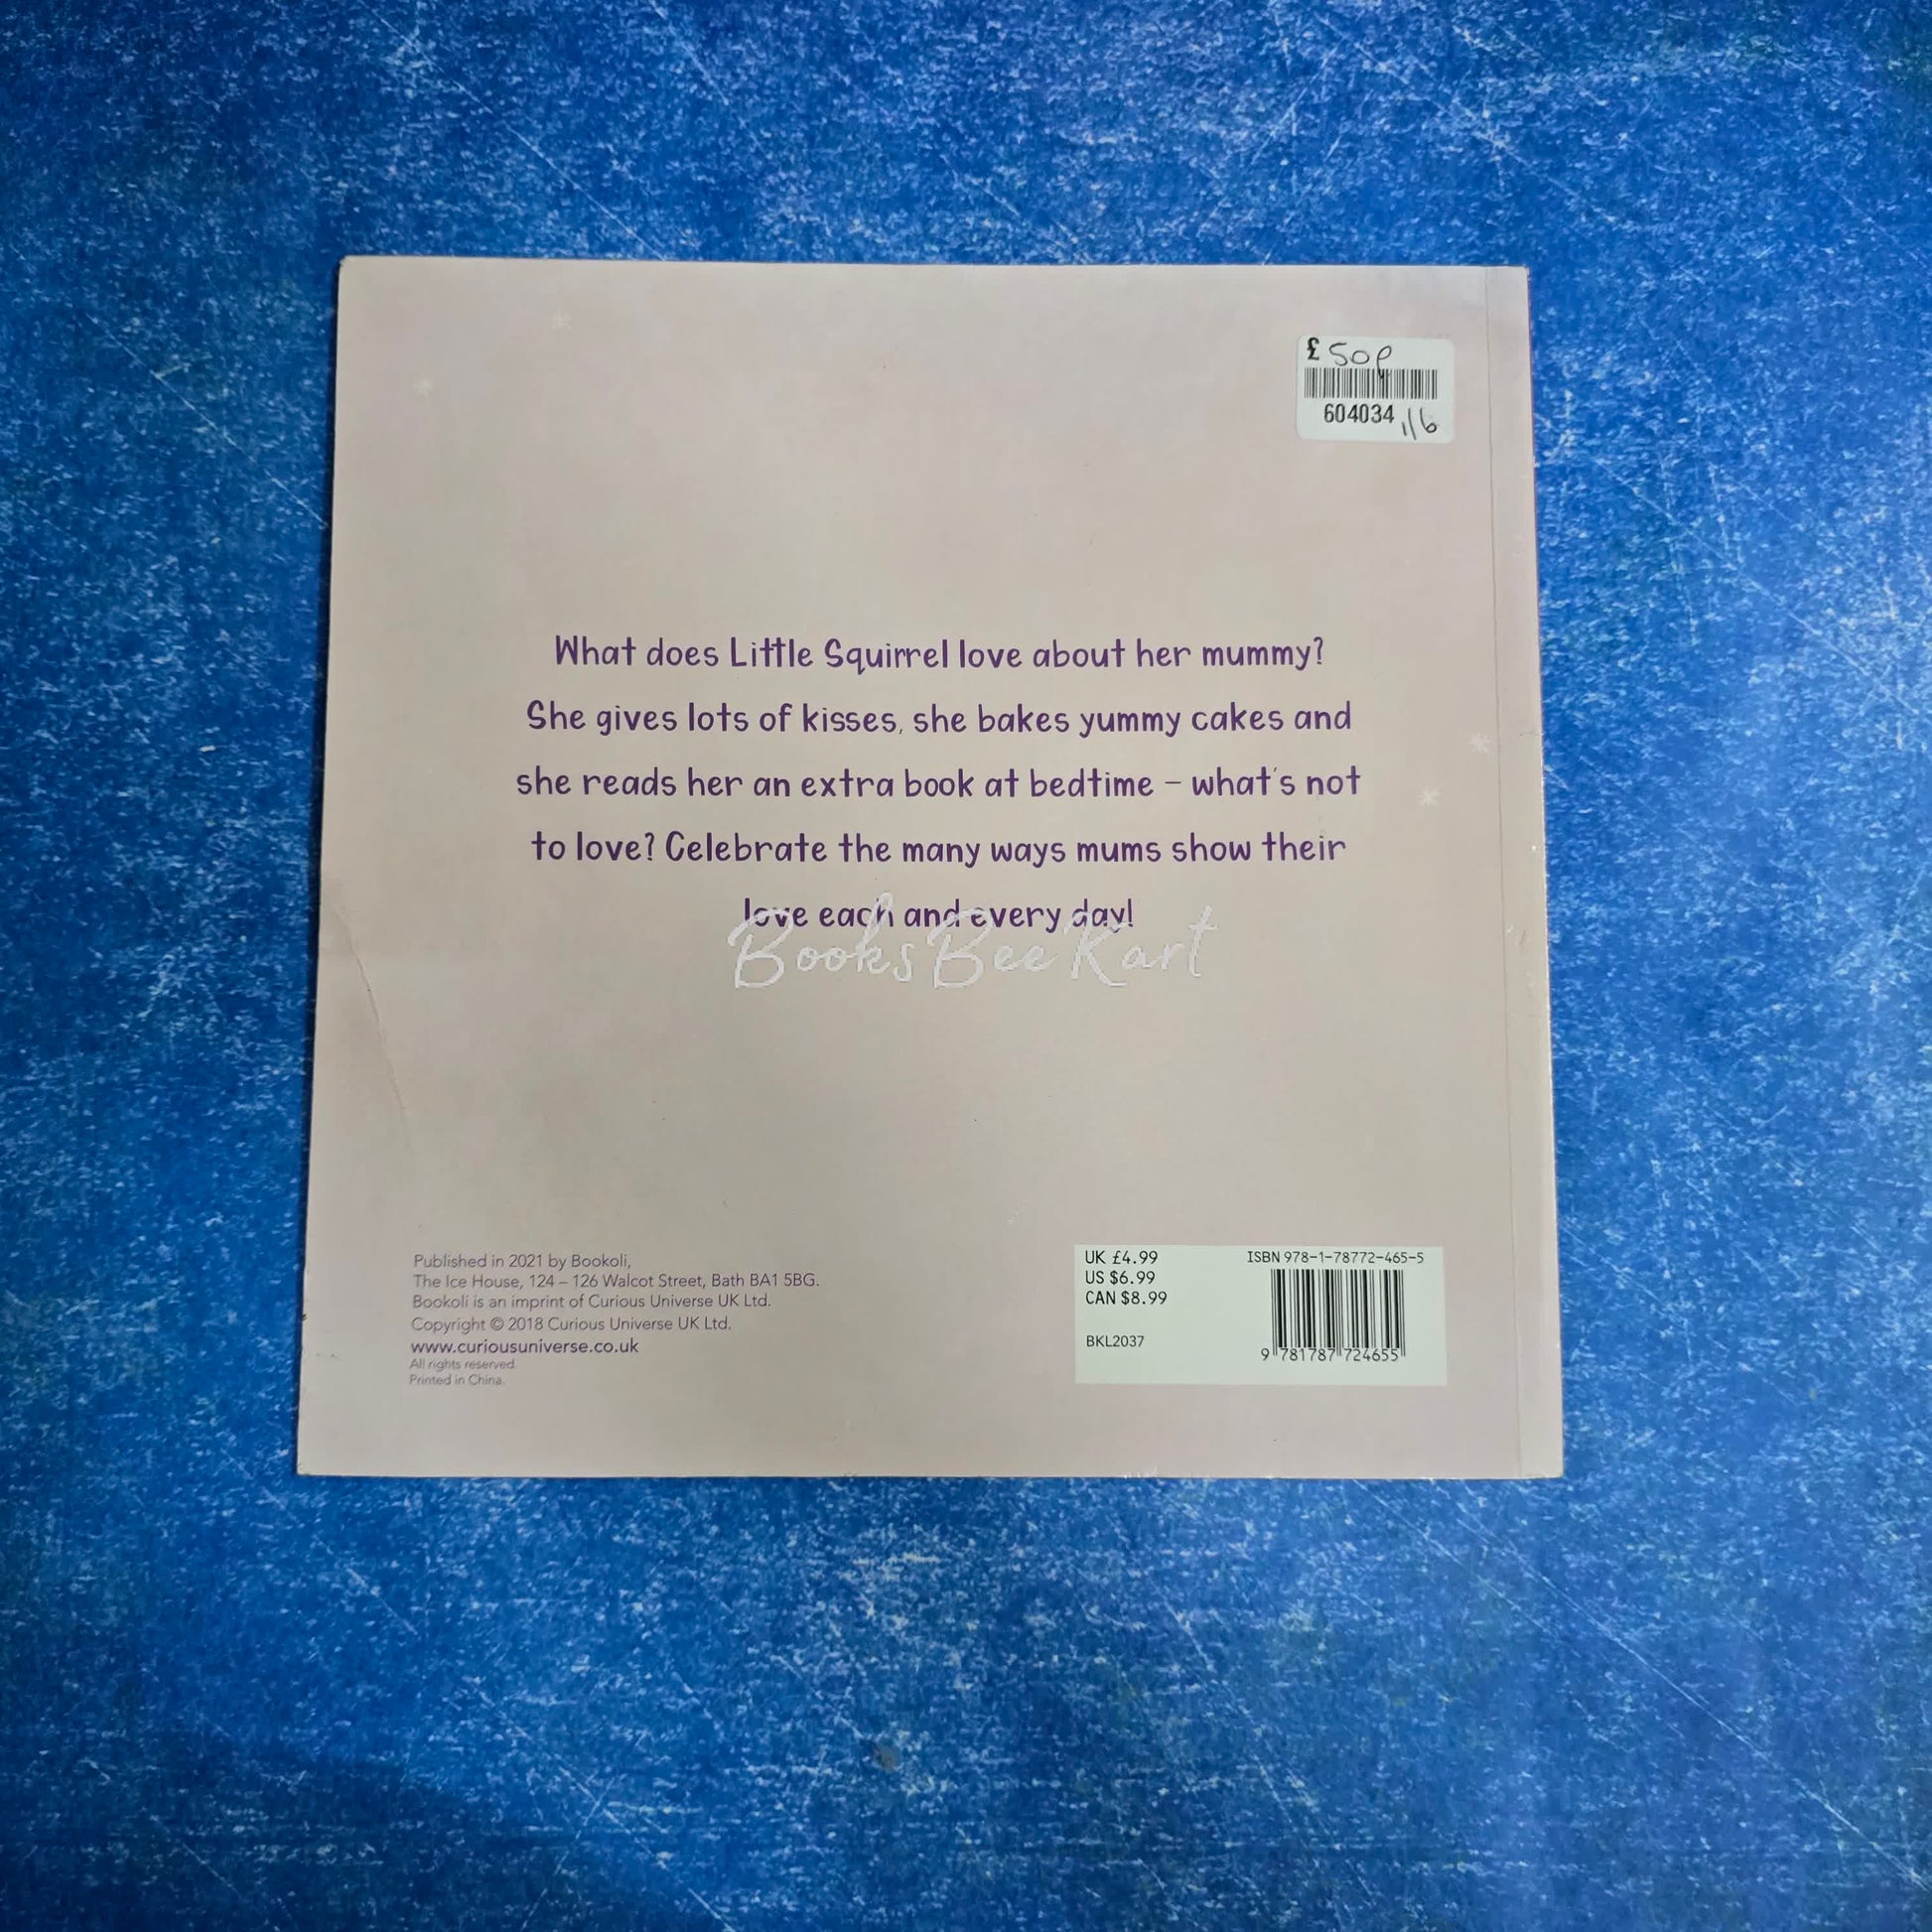 £ 50p
604034 1/6
What does Little Squirrel love about her mummy?
She gives lots of kisses, she bakes yummy cakes and
she reads her an extra book at bedtime – what's not
to love? Celebrate the many ways mums show their
love each and every day!
Books Bee Kart
Published in 2021 by Bookoli,
The Ice House, 124 – 126 Walcot Street, Bath BA1 5BG.
Bookoli is an imprint of Curious Universe UK Ltd.
Copyright © 2018 Curious Universe UK Ltd.
www.curiousuniverse.co.uk
All rights reserved.
Printed in China.
UK £4.99
US $6.99
CAN $8.99
BKL2037
ISBN 978-1-78772-465-5
9 781787 724655